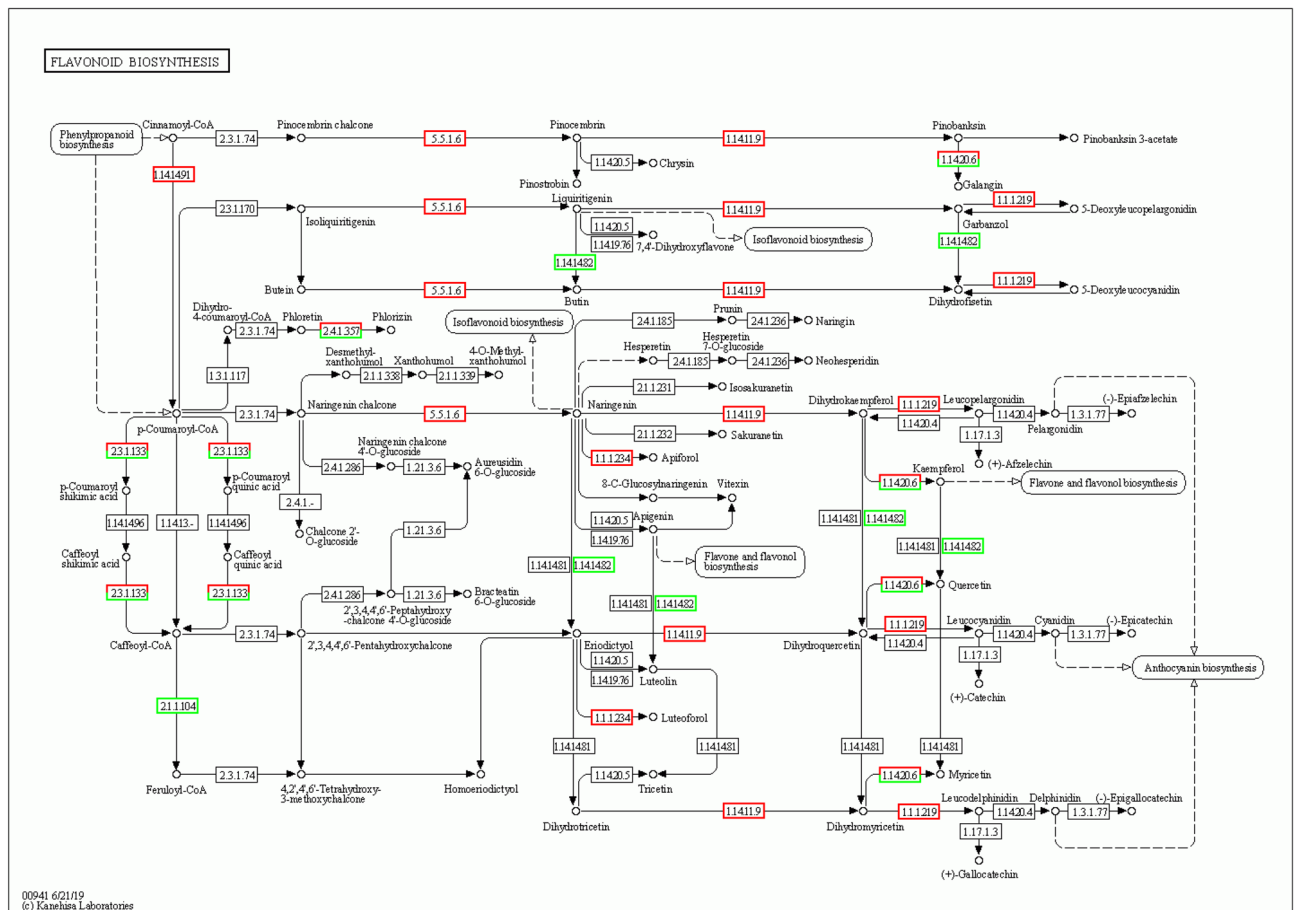 FLAVONOID BIOSYNTHESIS
Phenylpropanoid
biosynthesis
Cinnamoyl-CoA
2.3.1.74
Pinocembrin chalcone
5.5.1.6
Pinocembrin
1.14.11.9
Pinobanksin
Pinobanksin 3-acetate
1.14.20.5
Chrysin
1.14.20.6
1.14.14.91
Pinostrobin
Galangin
Liquiritigenin
1.1.1.219
2.3.1.170
5.5.1.6
1.14.11.9
5-Deoxyleucopelargonidin
Isoliquiritigenin
Garbanzol
1.14.20.5
1.14.19.76
7,4'-Dihydroxyflavone
Isoflavonoid biosynthesis
1.14.14.82
1.14.14.82
1.1.1.219
Butein
5.5.1.6
Butin
1.14.11.9
Dihydrofisetin
5-Deoxyleucocyanidin
Dihydro-
4-coumaroyl-CoA
Phloretin
Phlorizin
2.3.1.74
2.4.1.357
Isoflavonoid biosynthesis
Prunin
2.4.1.185
2.4.1.236
Naringin
Hesperetin
Hesperetin
7-O-glucoside
2.4.1.185
2.4.1.236
Neohesperidin
Desmethyl-
xanthohumol
Xanthohumol
4-O-Methyl-
xanthohumol
1.3.1.117
2.1.1.338
2.1.1.339
2.1.1.231
Isosakuranetin
p-Coumaroyl-CoA
2.3.1.74
Naringenin chalcone
5.5.1.6
Naringenin
1.14.11.9
Dihydrokaempferol
1.1.1.219
Leucopelargonidin
1.14.20.4
1.14.20.4
Pelargonidin
1.3.1.77
(-)-Epiafzelechin
2.1.1.232
Sakuranetin
1.17.1.3
(+)-Afzelechin
2.3.1.133
2.3.1.133
Naringenin chalcone
4'-O-glucoside
2.4.1.286
1.21.3.6
Aureusidin
6-O-glucoside
1.1.1.234
Apiforol
Kaempferol
1.14.20.6
Flavone and flavonol biosynthesis
p-Coumaroyl
shikimic acid
p-Coumaroyl
quinic acid
2.4.1.-
8-C-Glucosylnaringenin
Vitexin
1.14.14.96
1.14.13.-
1.14.14.96
Chalcone 2'-
O-glucoside
1.21.3.6
1.14.20.5
1.14.19.76
Apigenin
1.14.14.81
1.14.14.82
1.14.14.81
1.14.14.82
Caffeoyl
shikimic acid
Caffeoyl
quinic acid
1.14.14.81
1.14.14.82
Flavone and flavonol
biosynthesis
2.3.1.133
2.3.1.133
2.4.1.286
1.21.3.6
Bracteatin
6-O-glucoside
2',3,4,4',6'-Peptahydroxy
-chalcone 4'-O-glucoside
1.14.14.81
1.14.14.82
1.14.20.6
Quercetin
Caffeoyl-CoA
2.3.1.74
2',3,4,4',6'-Pentahydroxychalcone
Eriodictyol
1.14.11.9
Dihydroquercetin
1.1.1.219
1.14.20.4
Leucocyanidin
1.14.20.4
Cyanidin
1.3.1.77
(-)-Epicatechin
1.14.20.5
1.14.19.76
Luteolin
1.17.1.3
(+)-Catechin
Anthocyanin biosynthesis
2.1.1.104
1.1.1.234
Luteoforol
1.14.14.81
1.14.14.81
1.14.14.81
1.14.14.81
Feruloyl-CoA
2.3.1.74
4,2',4',6'-Tetrahydroxy-
3-methoxychalcone
Homoeriodictyol
1.14.20.5
Tricetin
1.14.20.6
Myricetin
Dihydrotricetin
1.14.11.9
Dihydromyricetin
1.1.1.219
Leucodelphinidin
1.14.20.4
Delphinidin
1.3.1.77
(-)-Epigallocatechin
1.17.1.3
(+)-Gallocatechin
00941 6/21/19
(c) Kanehisa Laboratories